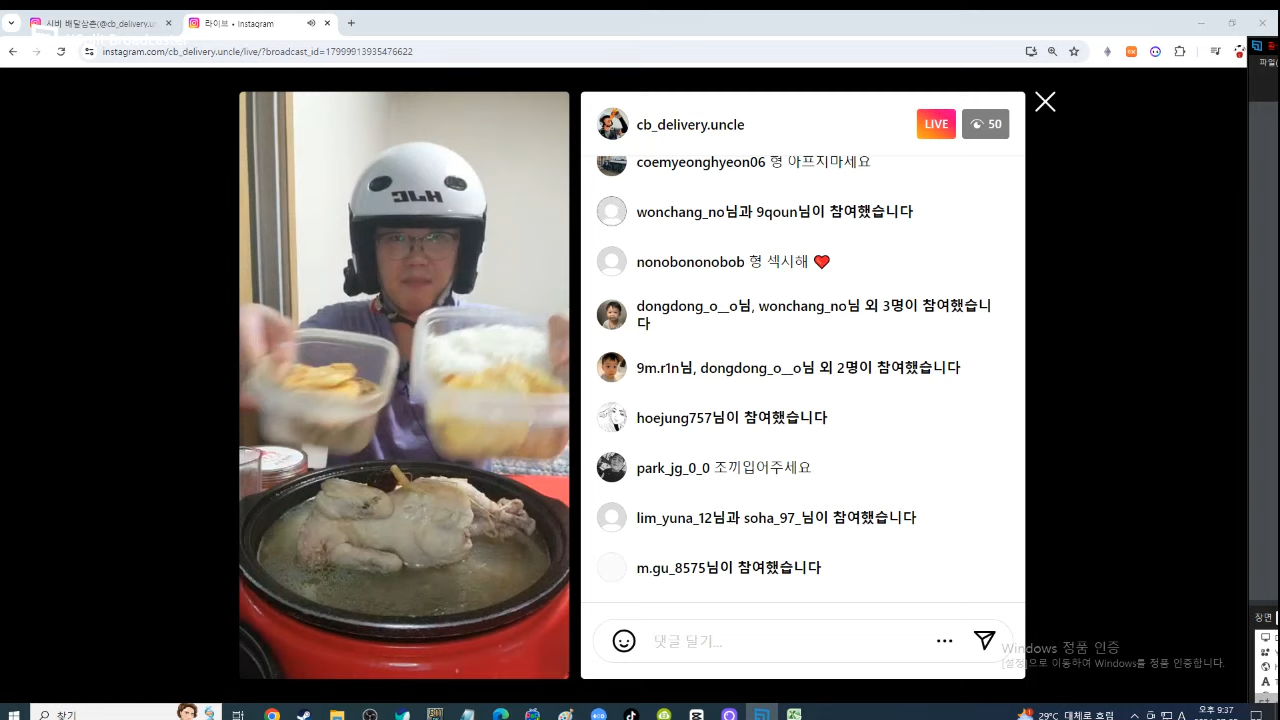 시바 배달삼촌(@cb_delivery.un
라이브 • Instagram
instagram.com/cb_delivery.uncle/live/?broadcast_id=17999913935476622
파일(
HJC
cb_delivery.uncle
LIVE
50
coemyeonghyeon06 형 아프지마세요
wonchang_no님과 9qoun님이 참여했습니다
nonobononobob 형 섹시해 ❤️
dongdong_o__o님, wonchang_no님 외 3명이 참여했습니
다
9m.r1n님, dongdong_o__o님 외 2명이 참여했습니다
hoejung757님이 참여했습니다
park_jg_0_0 조끼입어주세요
lim_yuna_12님과 soha_97_님이 참여했습니다
m.gu_8575님이 참여했습니다
댓글 달기...
장면
Windows 정품 인증
[설정]으로 이동하여 Windows를 정품 인증합니다.
찾기
29°C 대체로 흐림
오후 9:37